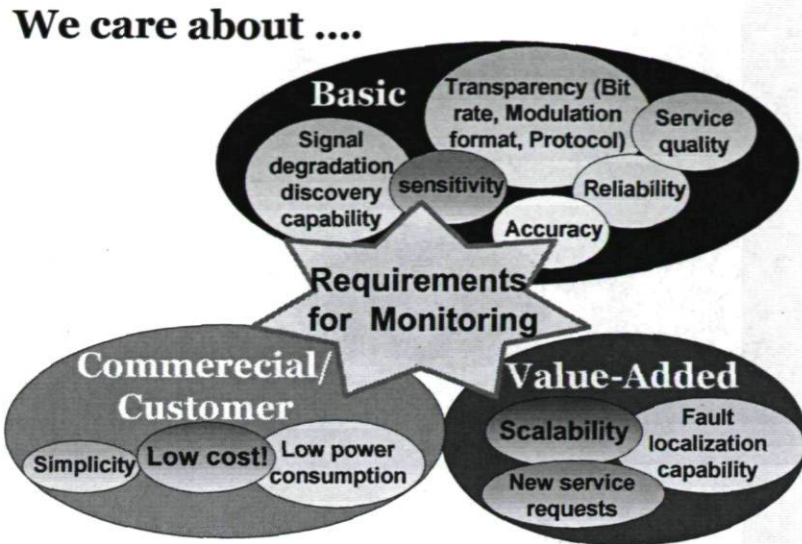 We care about ....
Basic
Transparency (Bit
rate, Modulation
format, Protocol)
Service
quality
Signal
degradation
discovery
capability
sensitivity
Reliability
Accuracy
Requirements
for Monitoring
Commerecial/
Customer
Simplicity
Low cost!
Low power
consumption
Value-Added
Scalability
Fault
localization
capability
New service
requests